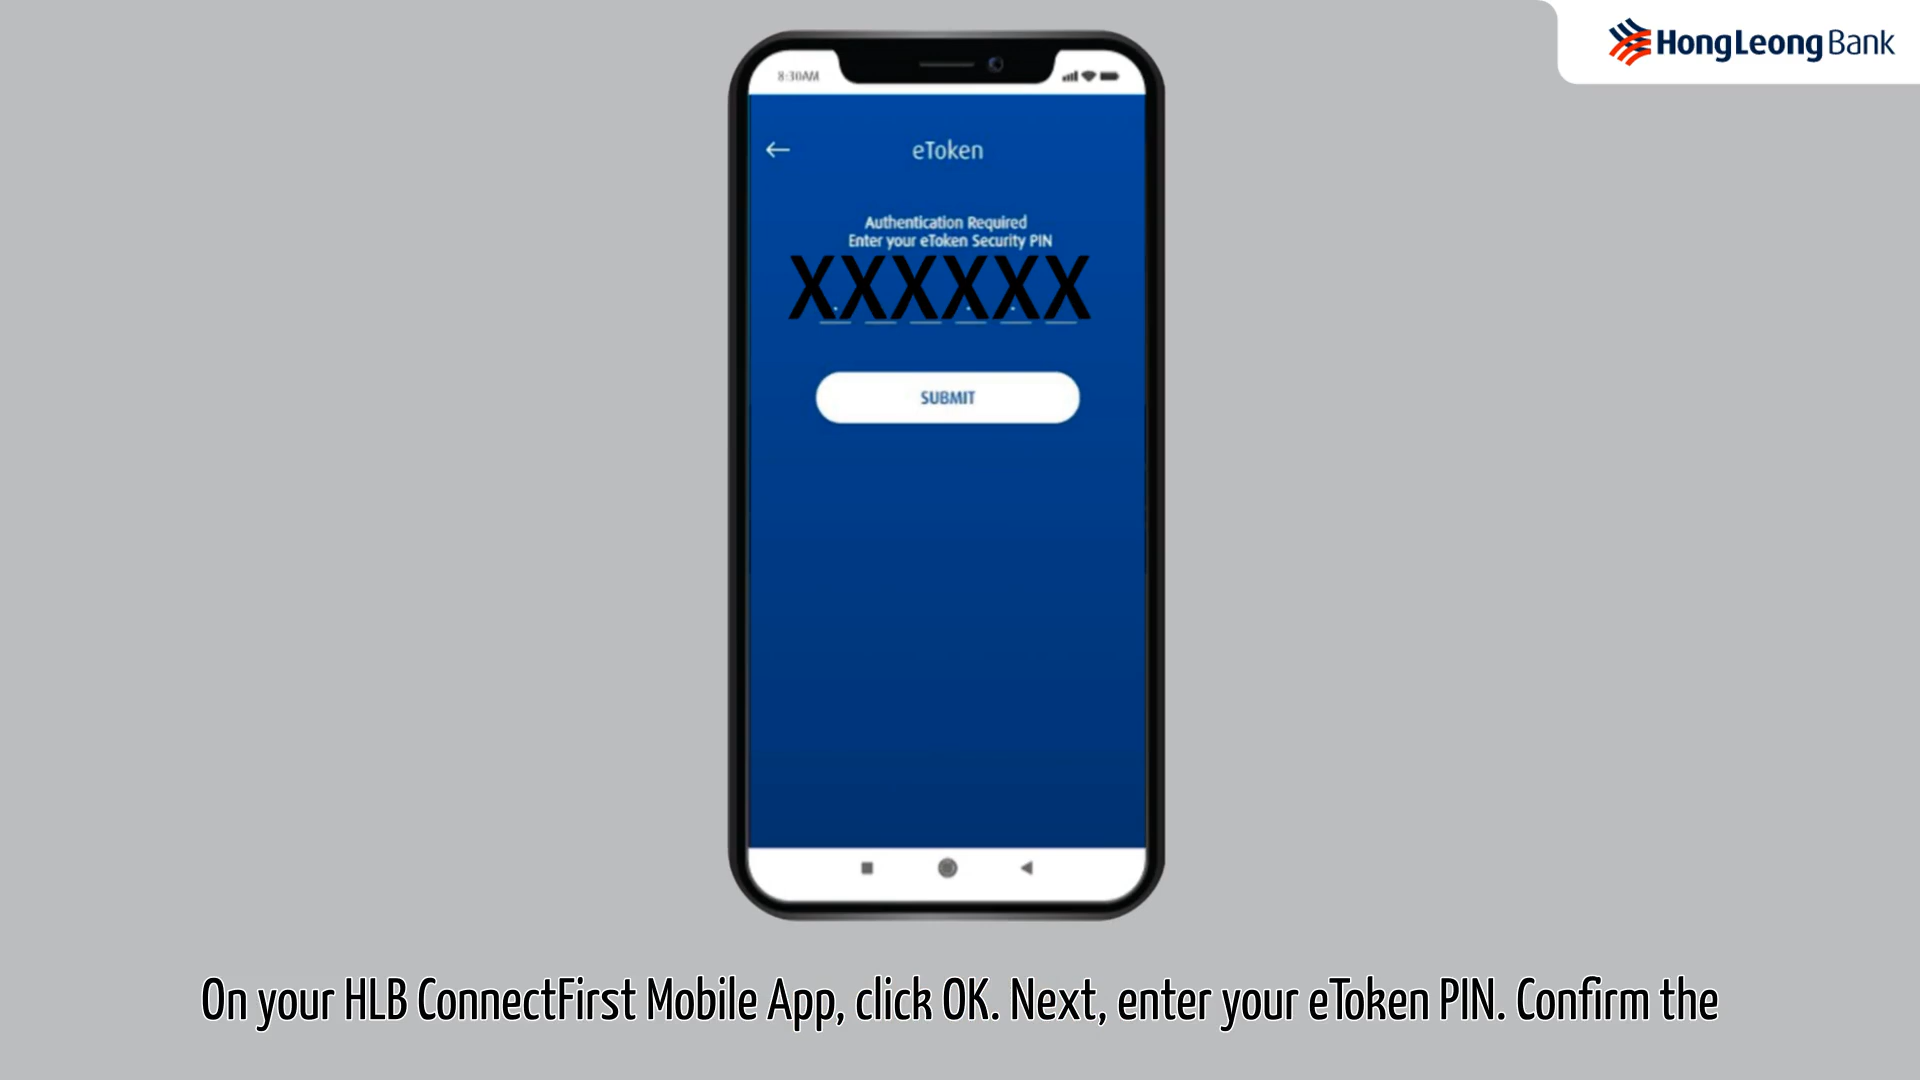 HongLeong Bank
8:30AM
eToken
Authentication Required
Enter your eToken Security PIN
XXXXXX
SUBMIT
On your HLB ConnectFirst Mobile App, click OK. Next, enter your eToken PIN. Confirm the